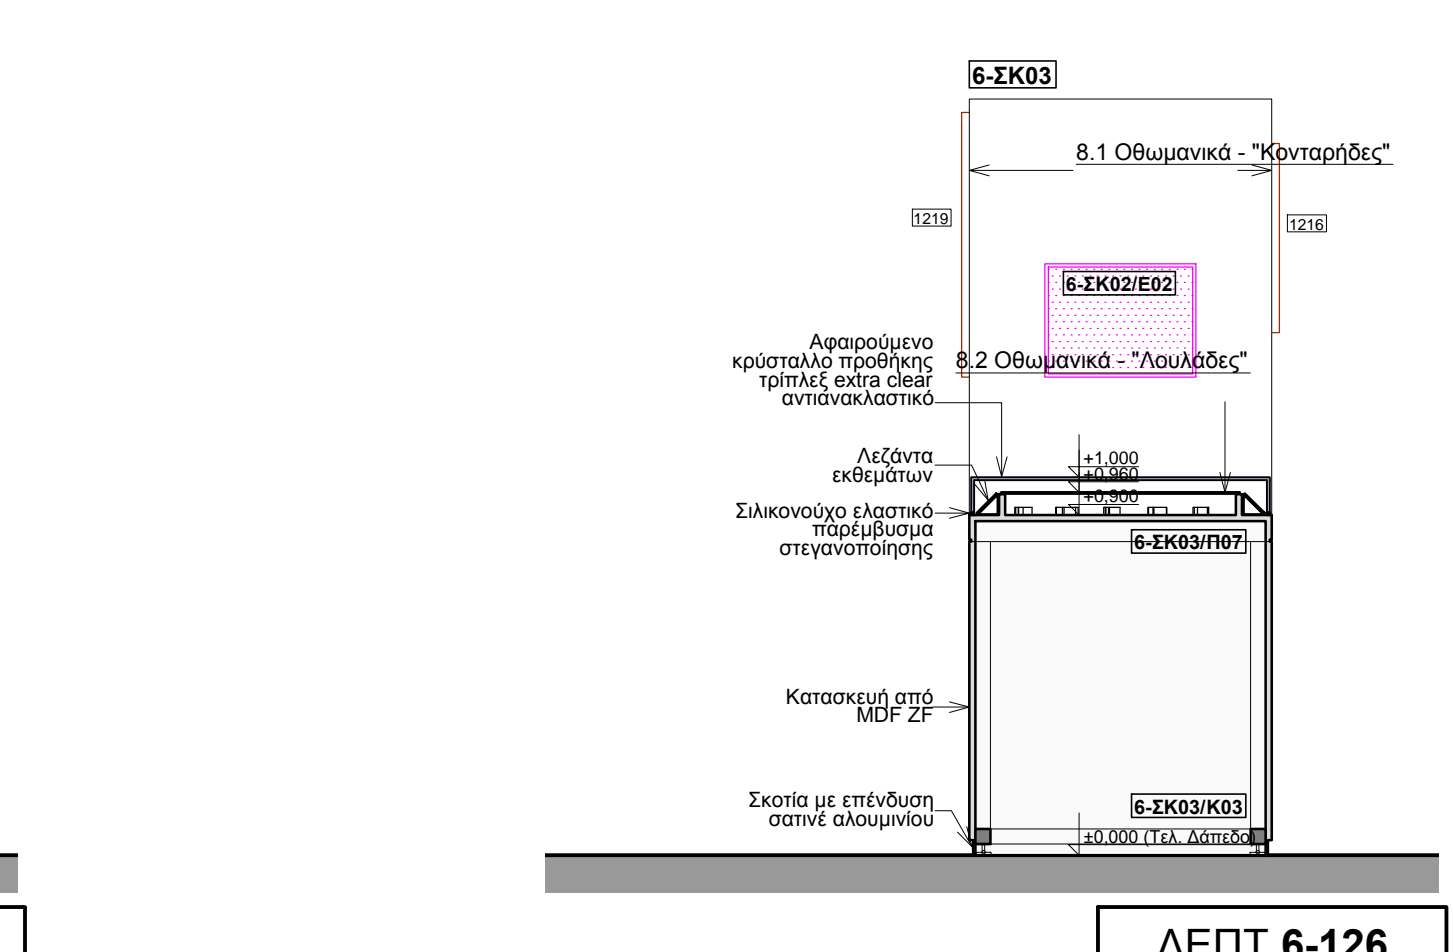 6-ΣΚ03
8.1 Οθωμανικά - "Κονταρήδες"
1219
1216
6-ΣΚ02/Ε02
Αφαιρούμενο
κρύσταλλο προθήκης
τρίπλεξ extra clear
αντιανακλαστικό
8.2 Οθωμανικά - "Λουλάδες"
Λεζάντα
εκθεμάτων
+1,000
+0,960
+0,900
Σιλικονούχο ελαστικό
παρέμβυσμα
στεγανοποίησης
6-ΣΚ03/Π07
Κατασκευή από
MDF ZF
Σκοτία με επένδυση
σατινέ αλουμινίου
6-ΣΚ03/Κ03
±0,000 (Τελ. Δάπεδο)
ΛΕΠΤ 6-126